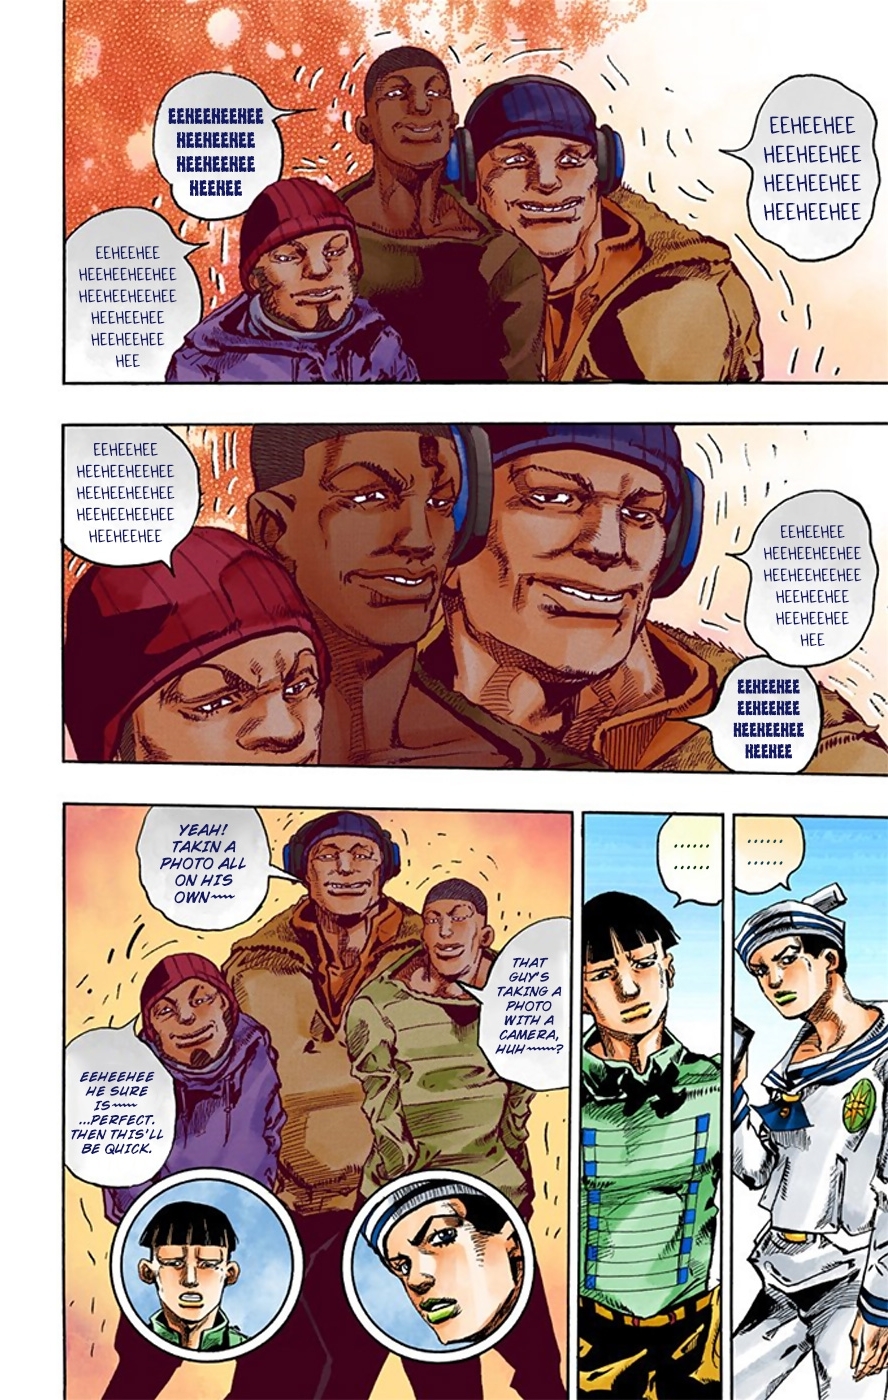 EEHEEHEEHEE
HEEHEEHEE
HEEHEEHEE
HEEHEE
EEHEEHEE
HEEHEEHEE
HEEHEEHEE
HEEHEEHEE
EEHEEHEE
HEEHEEHEEHEE
HEEHEEHEEHEE
HEEHEEHEE
HEEHEEHEE
HEE
EEHEEHEE
HEEHEEHEEHEE
HEEHEEHEEHEE
HEEHEEHEEHEE
HEEHEEHEE
EEHEEHEE
HEEHEEHEEHEE
HEEHEEHEEHEE
HEEHEEHEE
HEEHEEHEE
HEE
EEHEEHEE
EEHEEHEE
HEEHEEHEE
HEEHEE
YEAH!
TAKIN A
PHOTO ALL
ON HIS
OWN~~~
THAT
GUY'S
TAKING A
PHOTO
WITH A
CAMERA,
HUH~~~?
EEHEEHEE
HE SURE
IS~~~
...PERFECT.
THEN THIS'LL
BE QUICK.
......
......
......
......